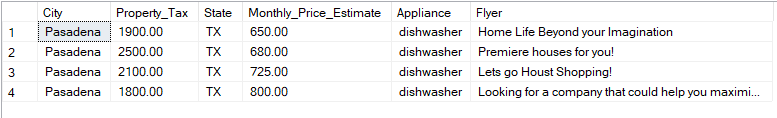 City Property_Tax State Monthly_Price_Estimate Appliance Flyer
1 Pasadena 1900.00 TX 650.00 dishwasher Home Life Beyond your Imagination
2 Pasadena 2500.00 TX 680.00 dishwasher Premiere houses for you!
3 Pasadena 2100.00 TX 725.00 dishwasher Lets go Houst Shopping!
4 Pasadena 1800.00 TX 800.00 dishwasher Looking for a company that could help you maximi...